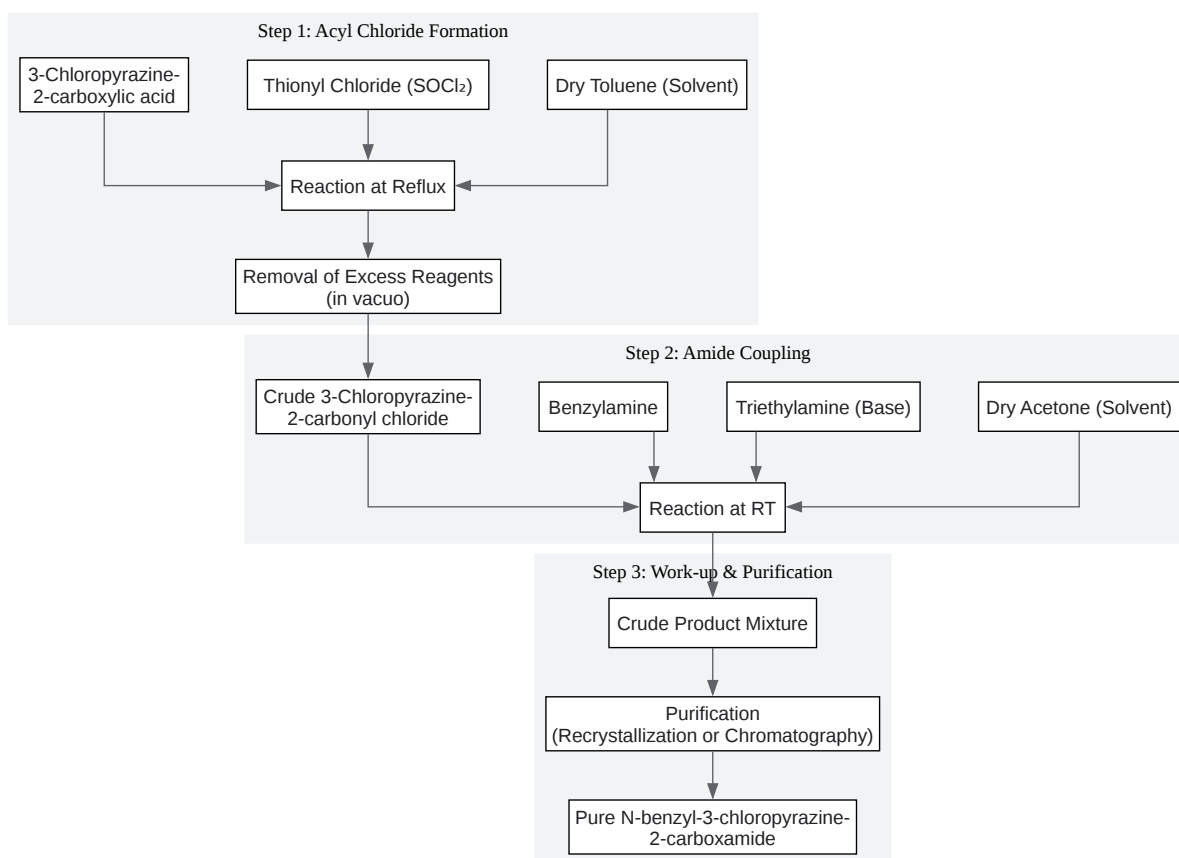 Step 1: Acyl Chloride Formation
3-Chloropyrazine-
2-carboxylic acid
Thionyl Chloride (SOCl₂)
Dry Toluene (Solvent)
Reaction at Reflux
Removal of Excess Reagents
(in vacuo)
Step 2: Amide Coupling
Crude 3-Chloropyrazine-
2-carbonyl chloride
Benzylamine
Triethylamine (Base)
Dry Acetone (Solvent)
Reaction at RT
Step 3: Work-up & Purification
Crude Product Mixture
Purification
(Recrystallization or Chromatography)
Pure N-benzyl-3-chloropyrazine-
2-carboxamide